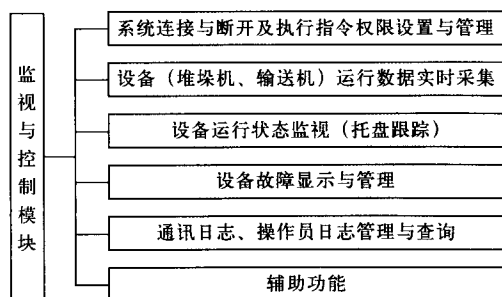 监视与控制模块
系统连接与断开及执行指令权限设置与管理
设备（堆垛机、输送机）运行数据实时采集
设备运行状态监视（托盘跟踪）
设备故障显示与管理
通讯日志、操作员日志管理与查询
辅助功能